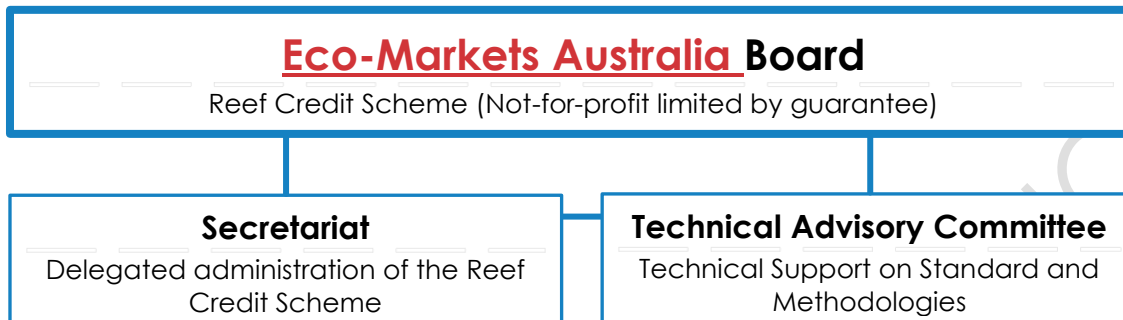 Eco-Markets Australia Board
Reef Credit Scheme (Not-for-profit limited by guarantee)
Secretariat
Delegated administration of the Reef
Credit Scheme
Technical Advisory Committee
Technical Support on Standard and
Methodologies